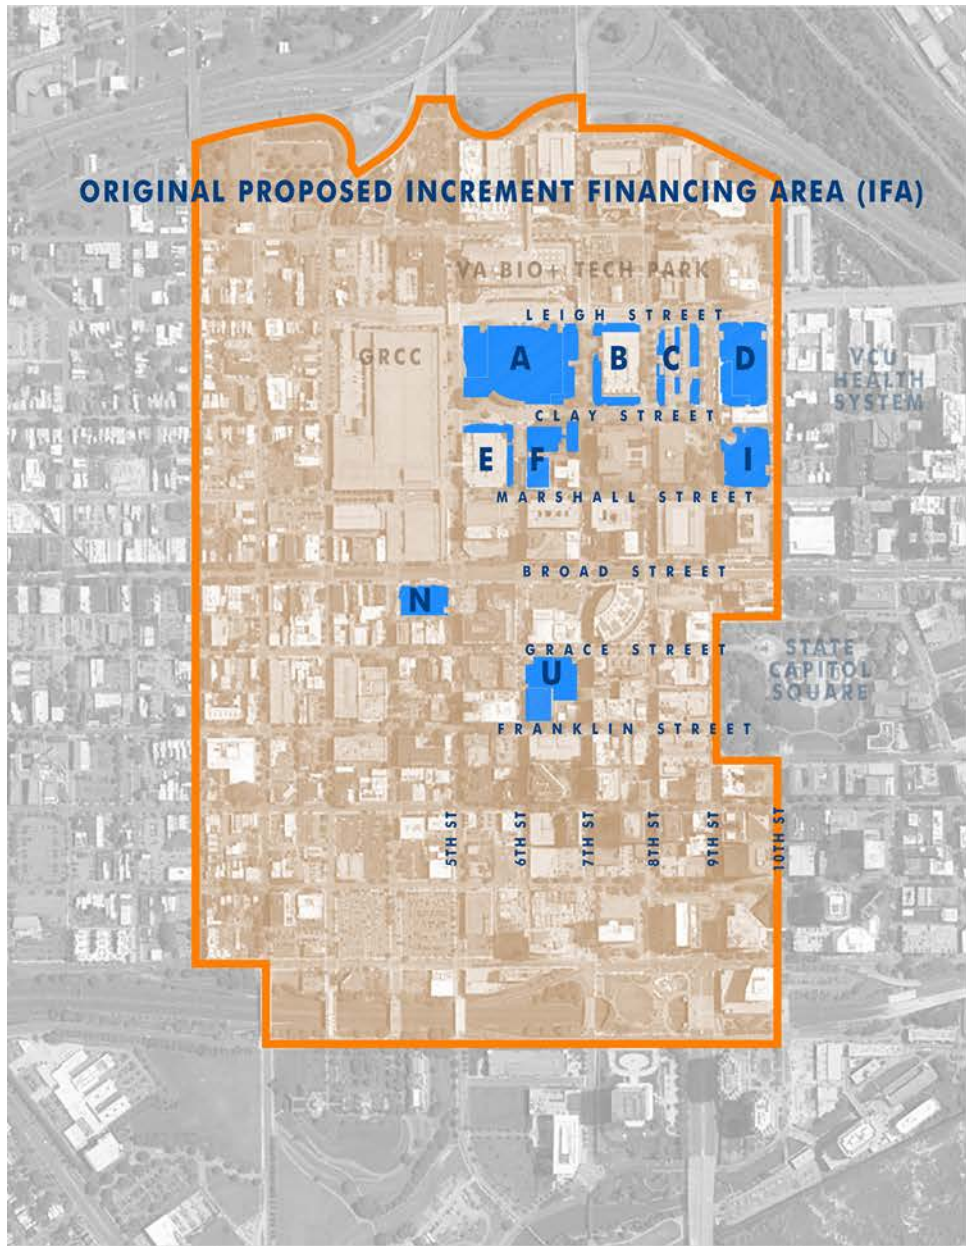 ORIGINAL PROPOSED INCREMENT FINANCING AREA (IFA)
VA BIO+ TECH PARK
LEIGH STREET
GRCC
A
B
C
D
VCU
HEALTH
SYSTEM
CLAY STREET
E
F
I
MARSHALL STREET
BROAD STREET
N
GRACE STREET
STATE
CAPITOL
SQUARE
U
FRANKLIN STREET
5TH ST
6TH ST
7TH ST
8TH ST
9TH ST
10TH ST